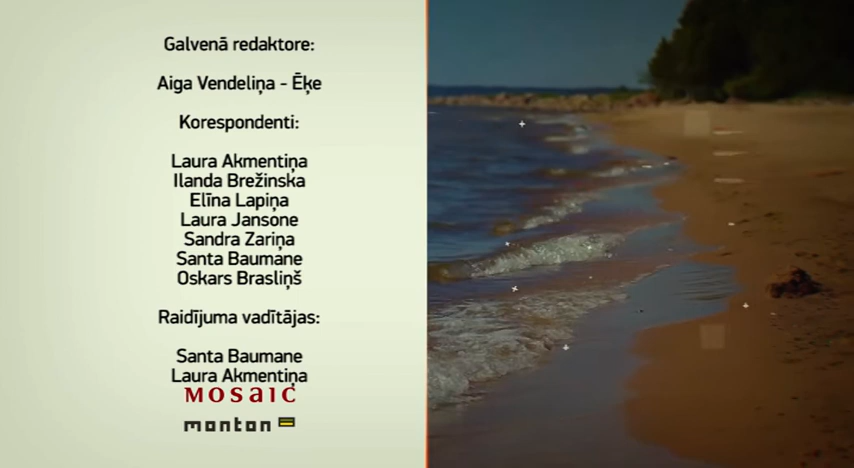 Galvenā redaktore:
Aiga Vendeliņa - Ēķe
Korespondenti:
Laura Akmentiņa
Ilanda Brežinska
Elīna Lapiņa
Laura Jansone
Sandra Zariņa
Santa Baumane
Oskars Brasliņš
Raidījuma vadītājas:
Santa Baumane
Laura Akmentiņa
MOSAIC
monton